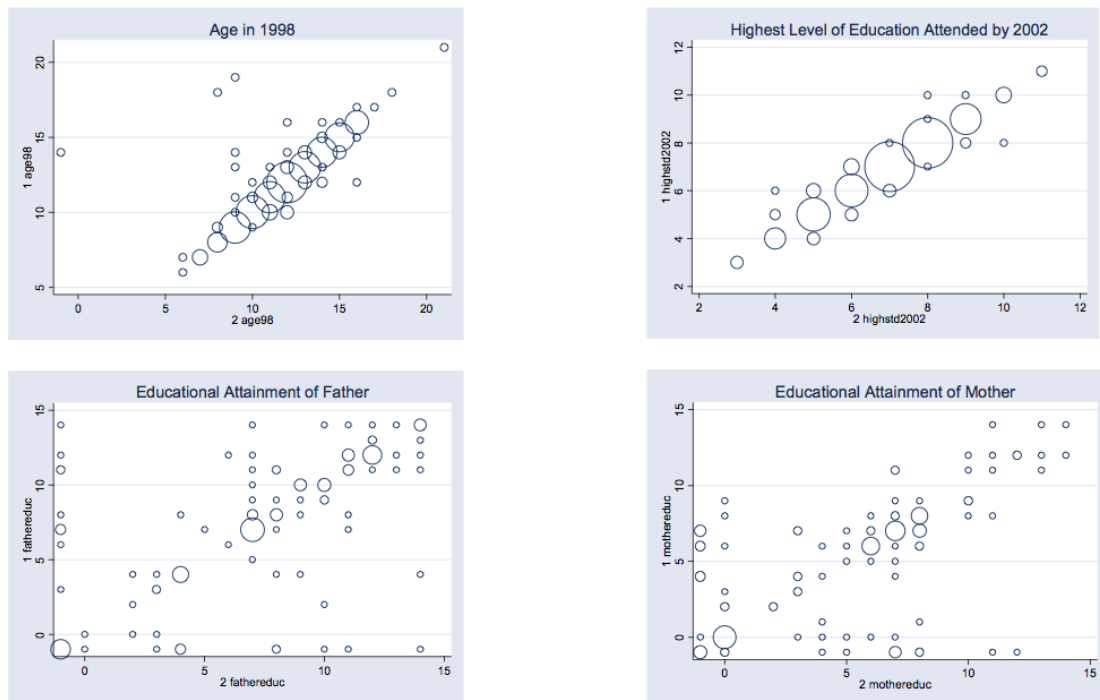 Age in 1998
1 age98
20
15
10
5
0 5 10 15 20
2 age98
Highest Level of Education Attended by 2002
1 highstd2002
12
10
8
6
4
2
2 4 6 8 10 12
2 highstd2002
Educational Attainment of Father
1 fathereduc
15
10
5
0
0 5 10 15
2 fathereduc
Educational Attainment of Mother
1 mothereduc
15
10
5
0
0 5 10 15
2 mothereduc